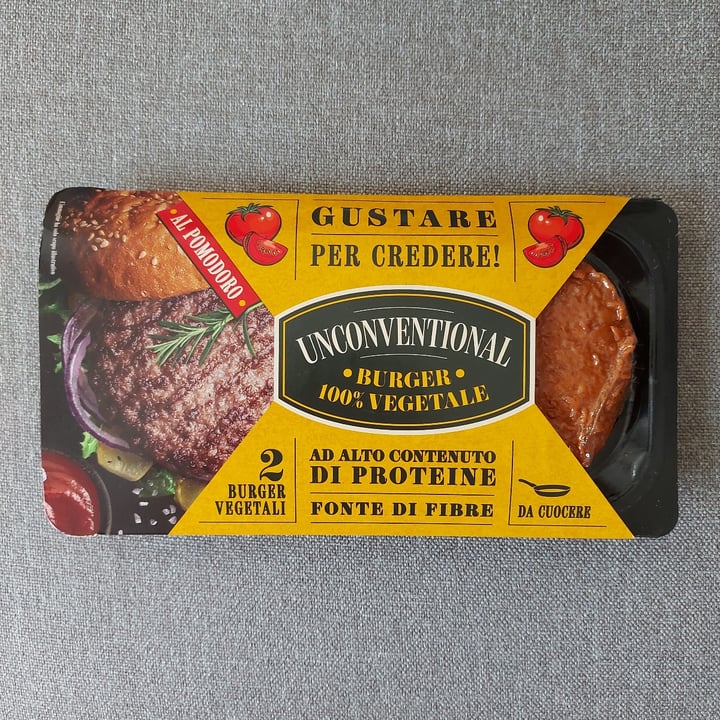 GUSTARE
PER CREDERE!
AL POMODORO
UNCONVENTIONAL
BURGER
100% VEGETALE
2
BURGER
VEGETALI
AD ALTO CONTENUTO
DI PROTEINE
FONTE DI FIBRE
DA CUOCERE